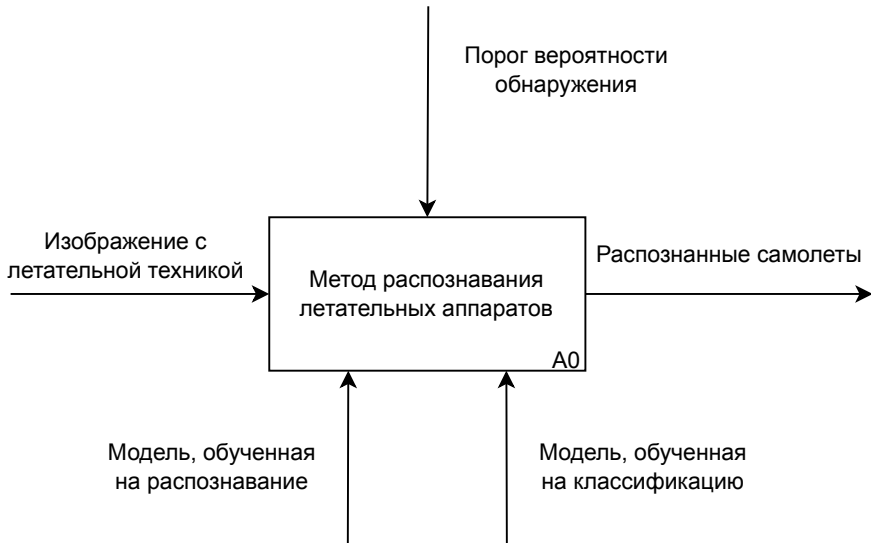 Порог вероятности
обнаружения
Изображение с
летательной техникой
Метод распознавания
летательных аппаратов
A0
Распознанные самолеты
Модель, обученная
на распознавание
Модель, обученная
на классификацию